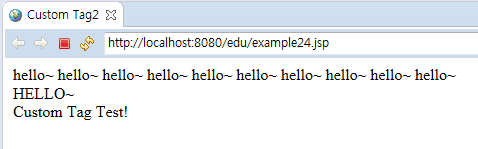 Custom Tag2
http://localhost:8080/edu/example24.jsp
hello~ hello~ hello~ hello~ hello~ hello~ hello~ hello~ hello~ hello~
HELLO~
Custom Tag Test!